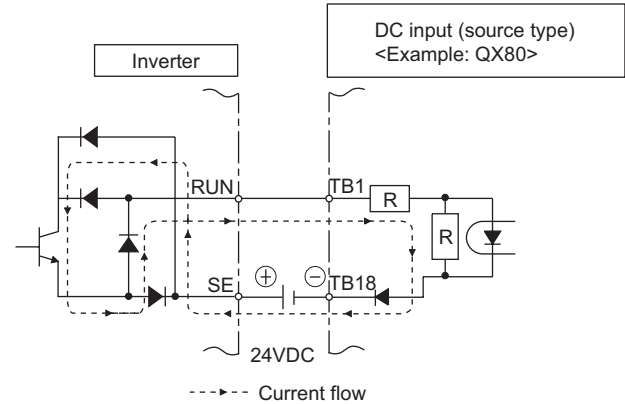 Inverter
DC input (source type)
<Example: QX80>
RUN
TB1
R
R
SE
+
−
TB18
24VDC
Current flow